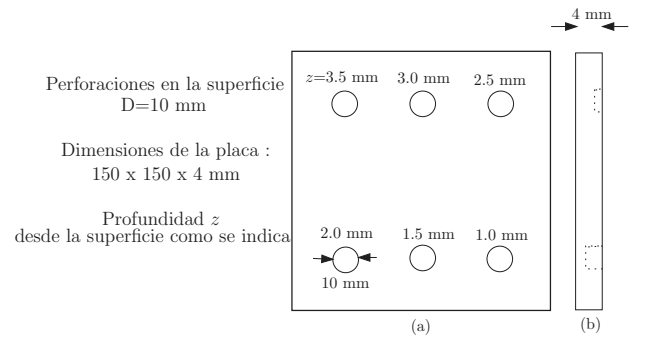 4 mm
Perforaciones en la superficie
D=10 mm
z=3.5 mm
3.0 mm
2.5 mm
Dimensiones de la placa :
150 x 150 x 4 mm
Profundidad z
desde la superficie como se indica
2.0 mm
1.5 mm
1.0 mm
10 mm
(a)
(b)